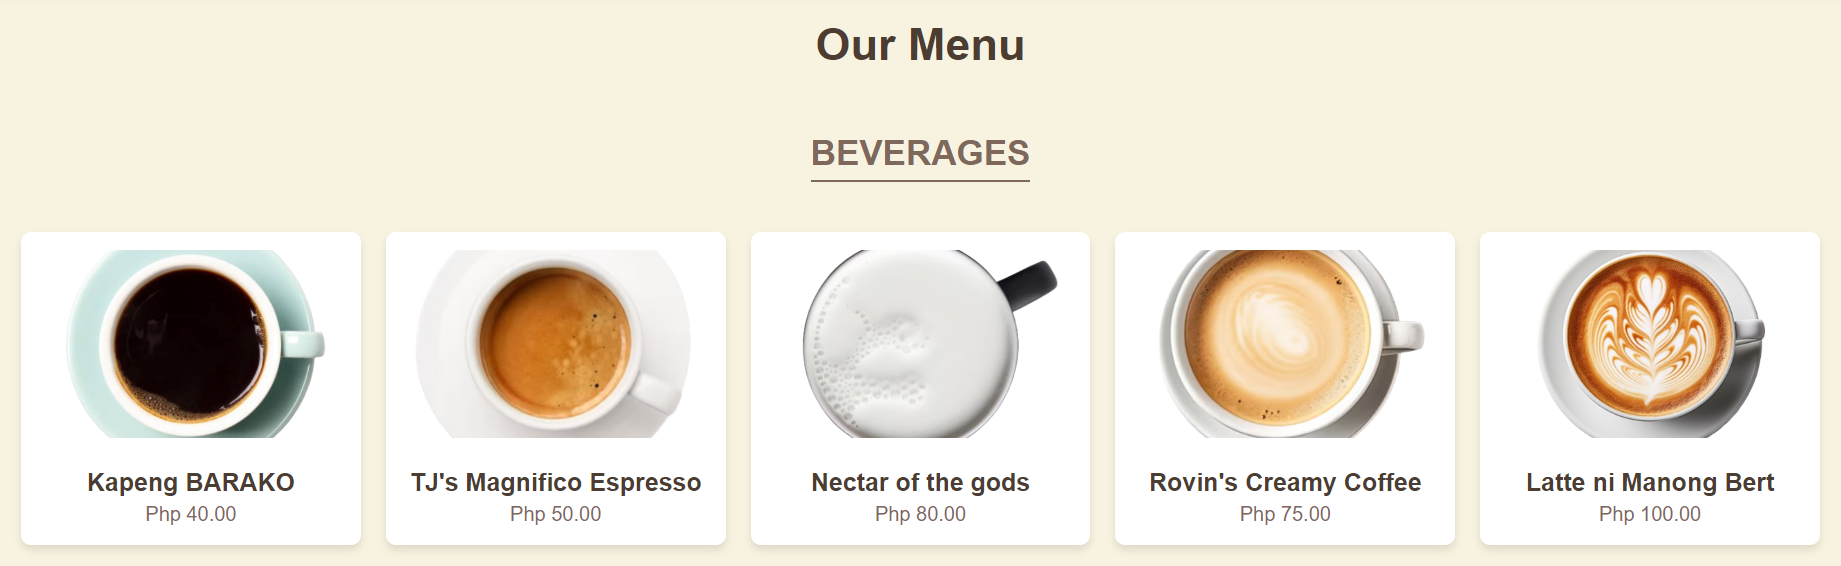 Our Menu
BEVERAGES
Kapeng BARAKO
Php 40.00
TJ's Magnifico Espresso
Php 50.00
Nectar of the gods
Php 80.00
Rovin's Creamy Coffee
Php 75.00
Latte ni Manong Bert
Php 100.00